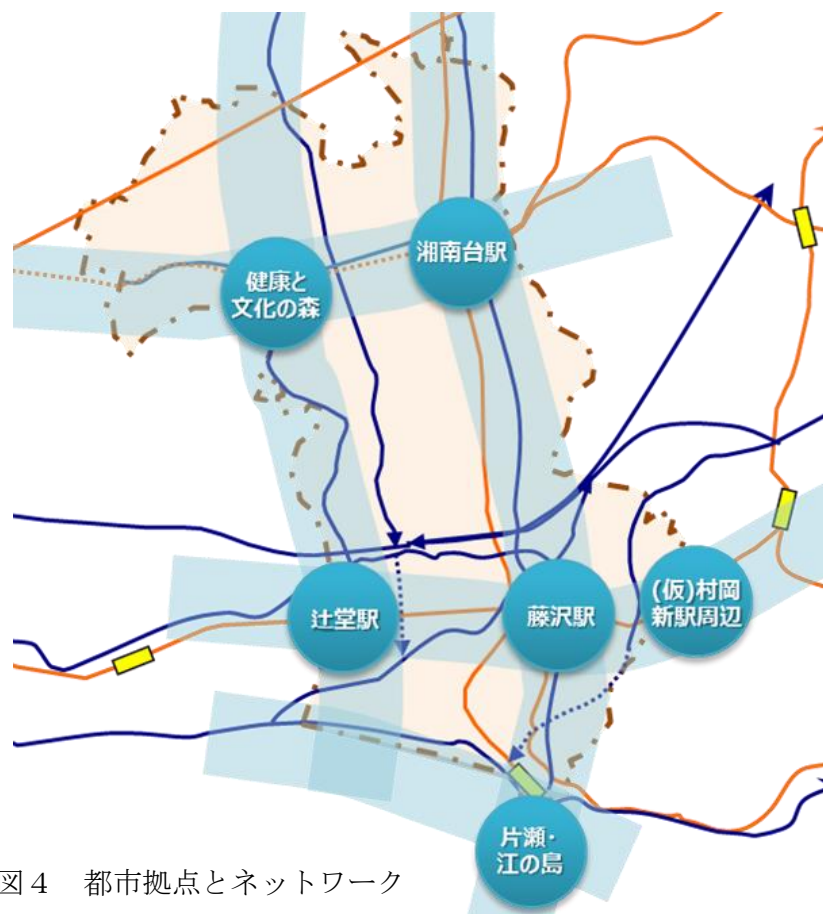 湘南台駅
健康と
文化の森
辻堂駅
藤沢駅
(仮)村岡
新駅周辺
片瀬・
江の島
図４　都市拠点とネットワーク